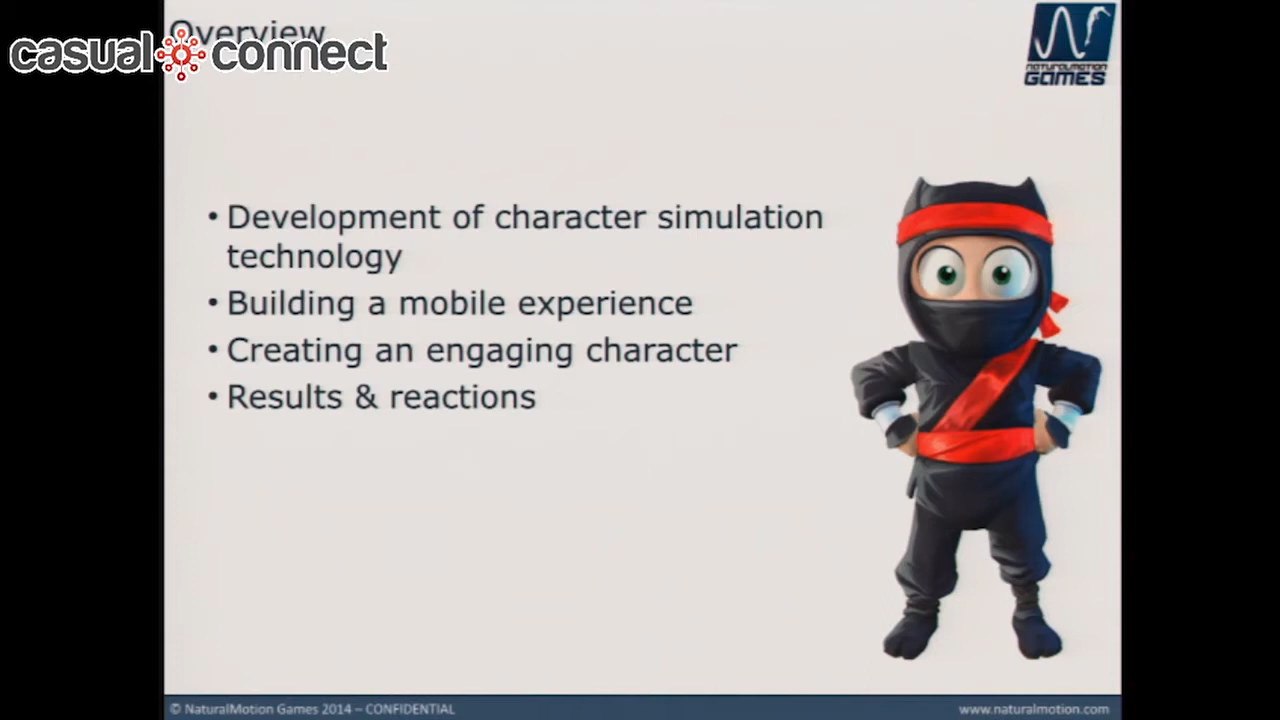 Overview
casual connect
NATURALMOTION
GAMES
• Development of character simulation
technology
• Building a mobile experience
• Creating an engaging character
• Results & reactions
© NaturalMotion Games 2014 – CONFIDENTIAL
www.naturalmotion.com